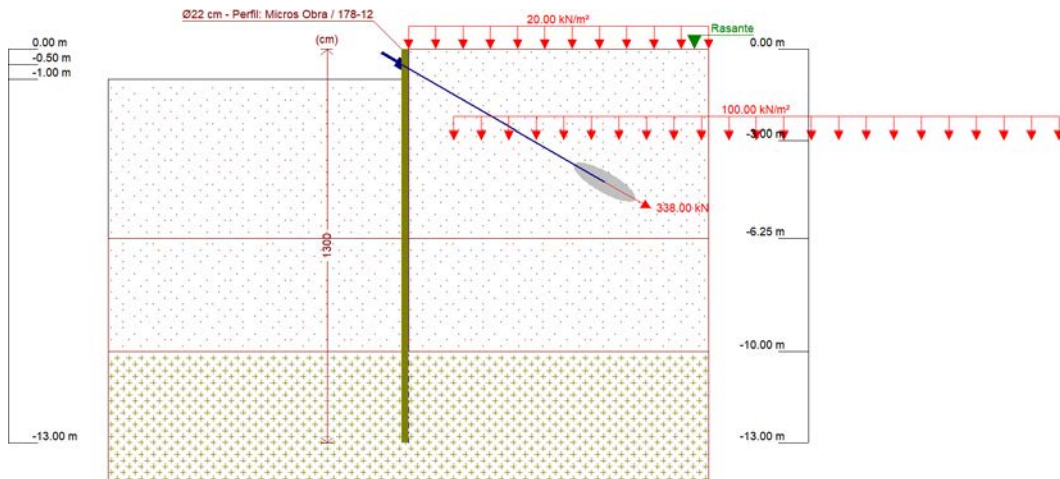 Ø22 cm - Perfil: Micros Obra / 178-12
20.00 kN/m²
Rasante
(cm)
0.00 m
0.00 m
-0.50 m
-1.00 m
100.00 kN/m²
-3.00 m
338.00 kN
-6.25 m
1300
-10.00 m
-13.00 m
-13.00 m